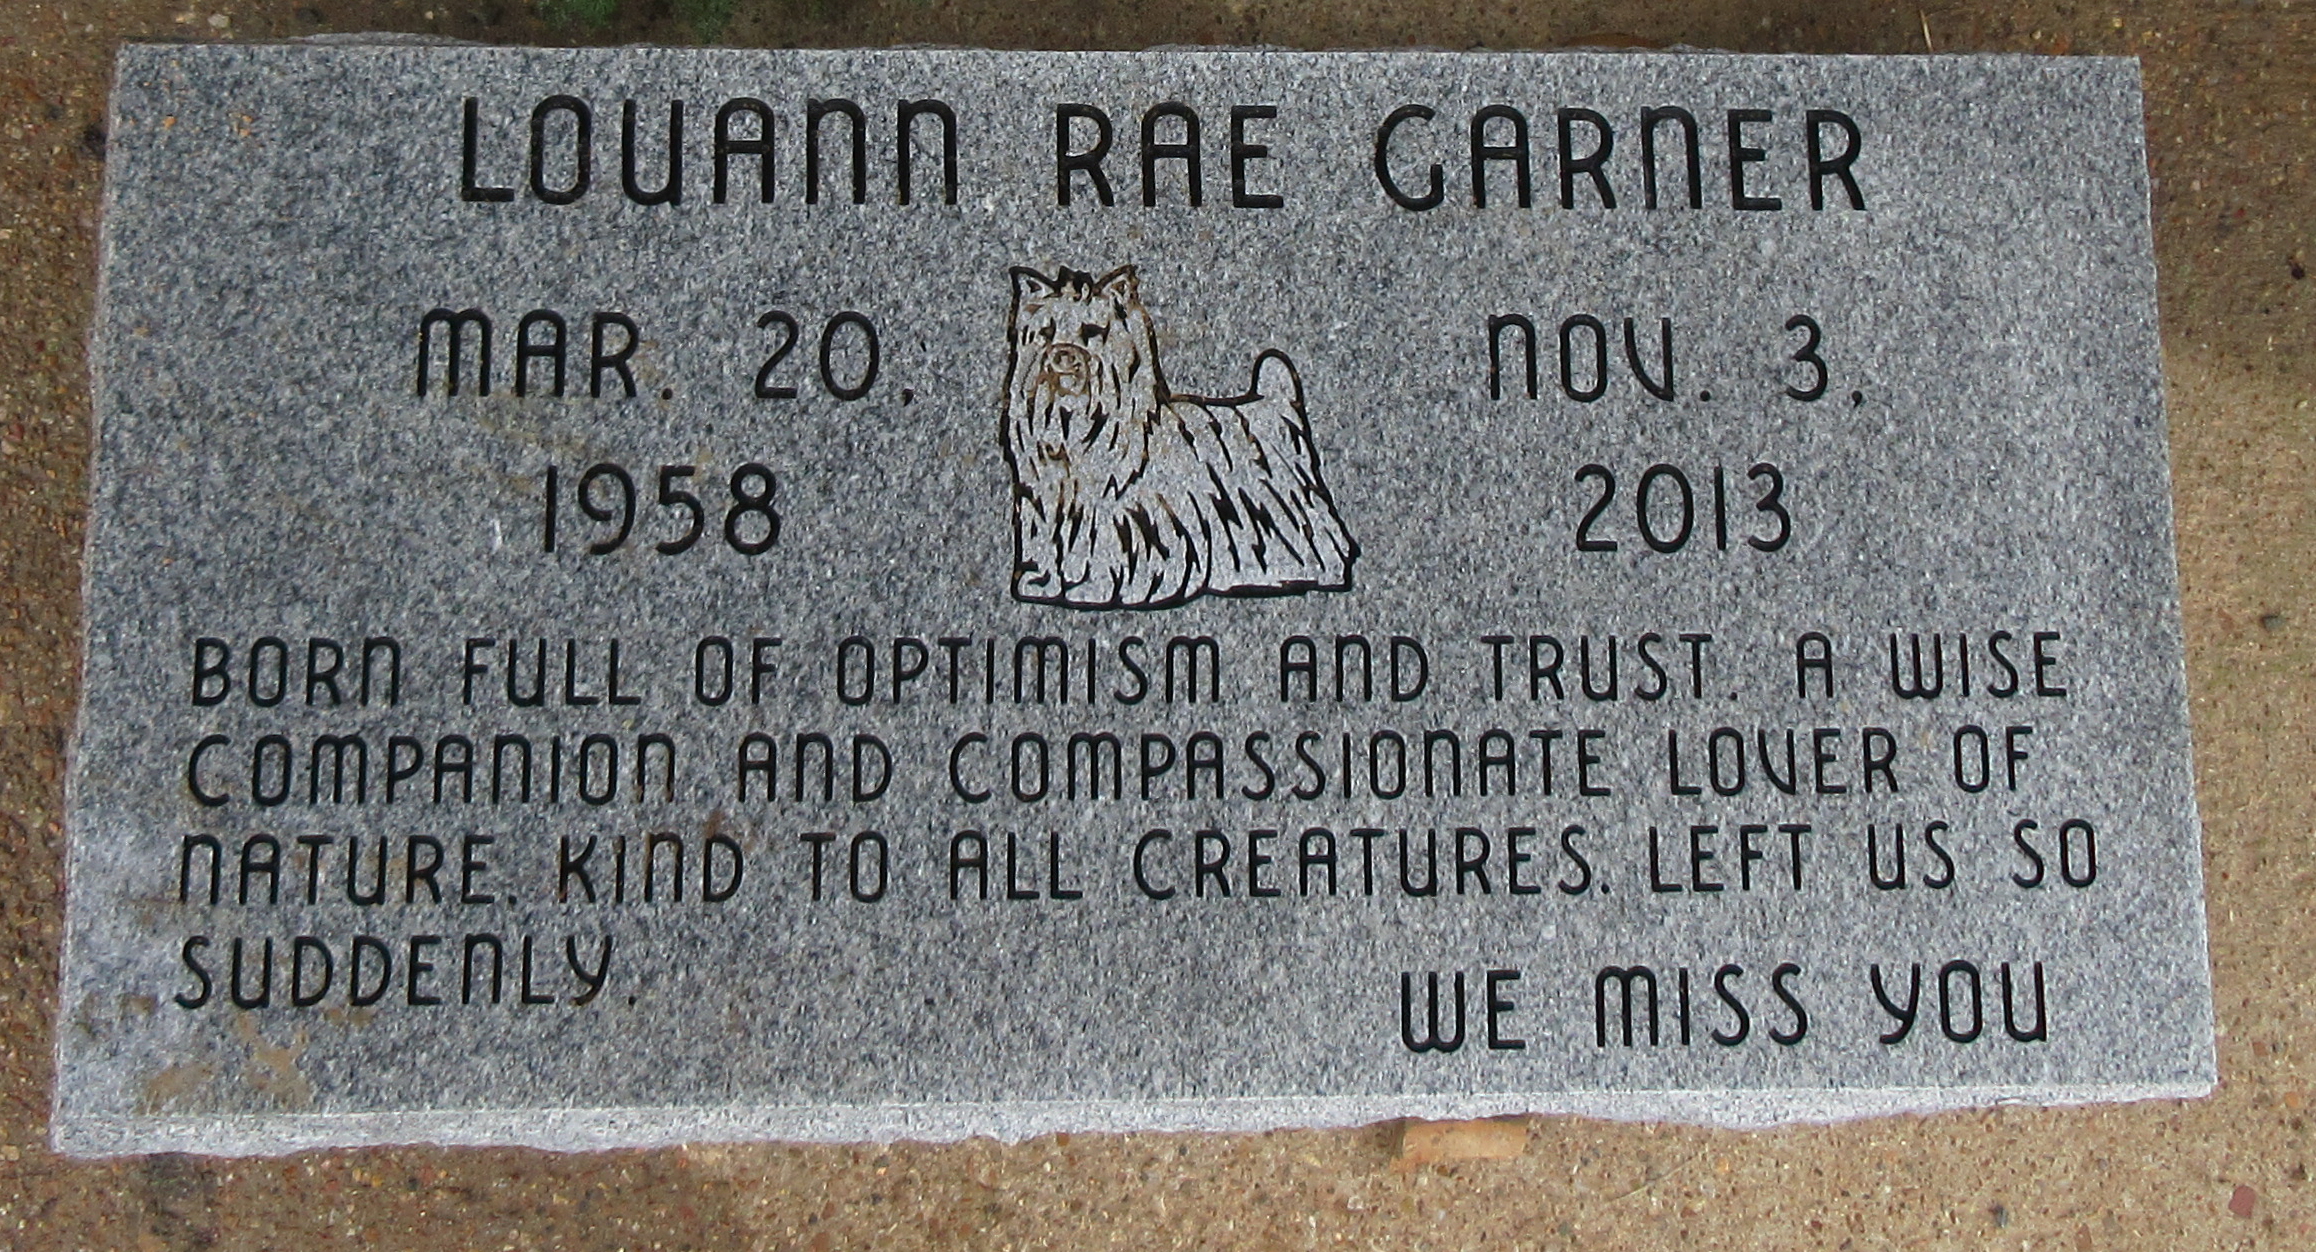 LOUANN RAE GARNER
MAR. 20, NOV. 3,
1958 2013
BORN FULL OF OPTIMISM AND TRUST. A WISE
COMPANION AND COMPASSIONATE LOVER OF
NATURE. KIND TO ALL CREATURES. LEFT US SO
SUDDENLY.
WE MISS YOU